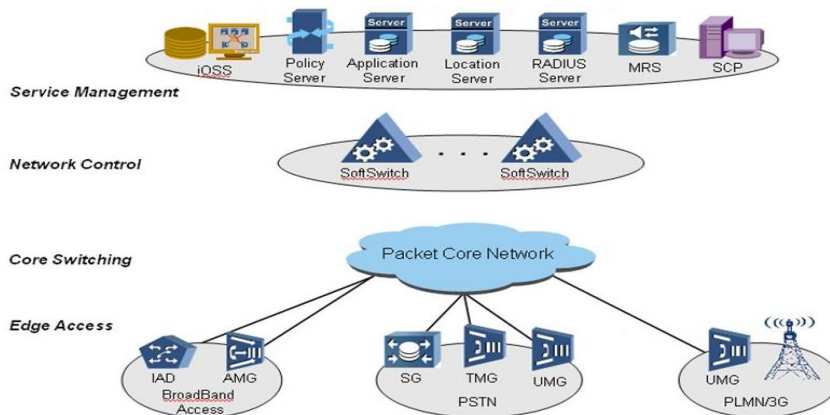 Server
Server
Server
iOSS
Policy
Server
Application
Server
Location
Server
RADIUS
Server
MRS
SCP
Service Management
Network Control
SoftSwitch
. . .
SoftSwitch
Core Switching
Packet Core Network
Edge Access
IAD
AMG
BroadBand
Access
SG
TMG
UMG
PSTN
UMG
PLMN/3G